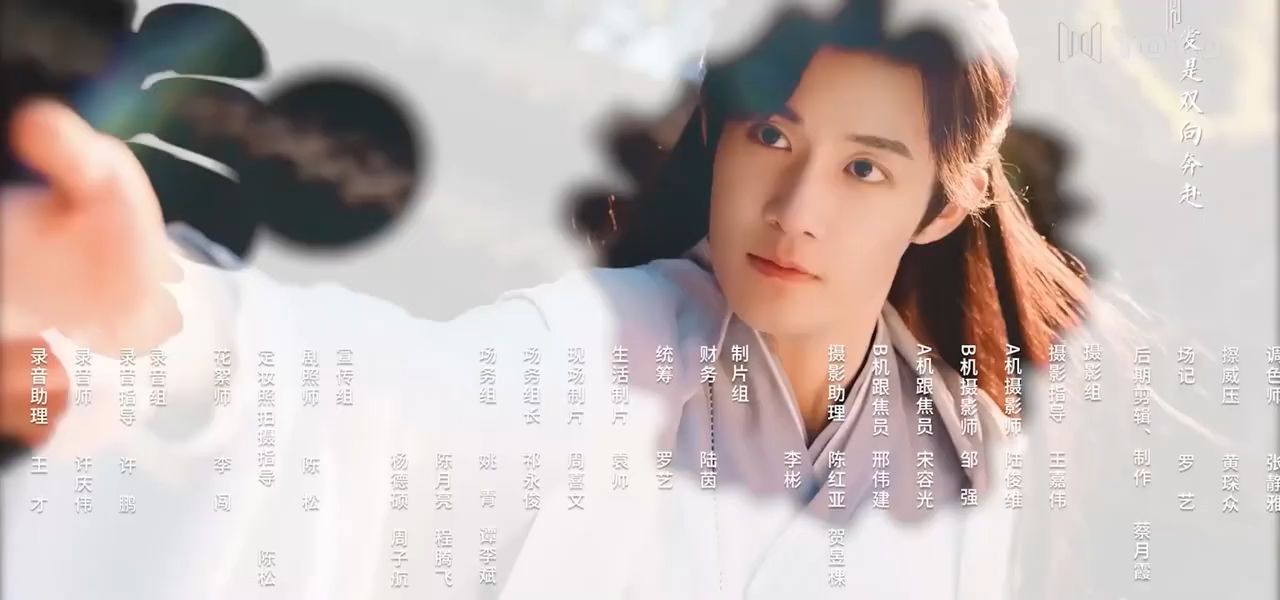 发是双向奔赴
调色师 张静雅
擦威压 黄琛众
场记 罗艺
后期剪辑、制作 蔡月霞
摄影组
摄影指导 王嘉伟
A机摄影师 陆俊维
B机摄影师 邹强
A机跟焦员 宋容光
B机跟焦员 邢伟建
摄影助理 陈红亚 贺昱棵
李彬
制片组
财务 陆茵
统筹 罗艺
生活制片 袁帅
现场制片 周喜文
场务组长 祁永俊
场务组 姚青 谭李斌
陈月亮 程腾飞
杨德硕 周子航
宣传组
剧照师 陈松
定妆照拍摄指导 陈松
花絮师 李闯
录音组
录音指导 许鹏
录音师 许庆伟
录音助理 王才